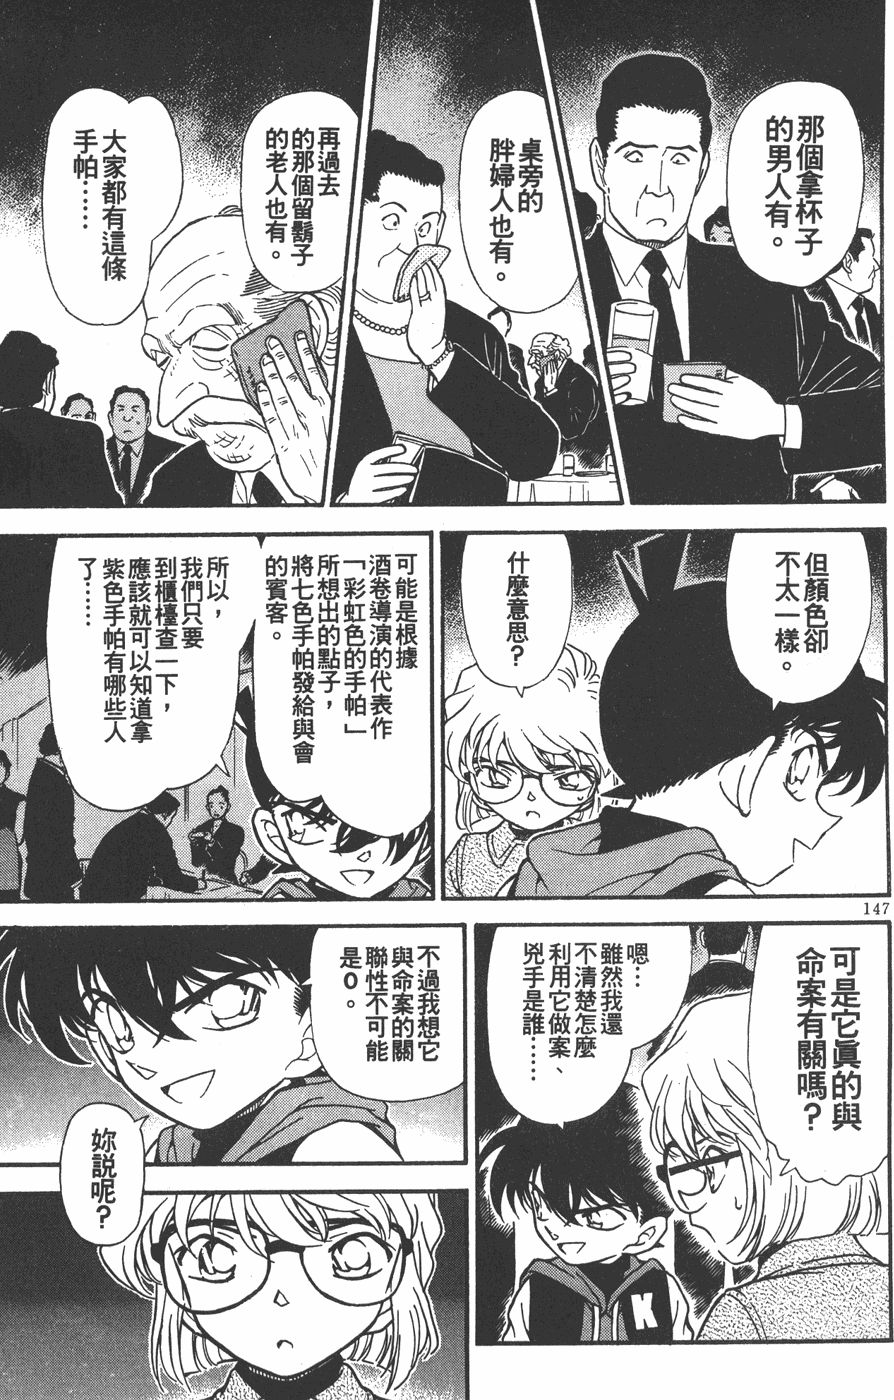 那個拿杯子
的男人有。
桌旁的
胖婦人也有。
再過去
的那個留鬍子
的老人也有。
大家都有這條
手帕……
但顏色卻
不太一樣。
什麼意思?
可能是根據
酒卷導演的代表作
「彩虹色的手帕」
所想出的點子，
將七色手帕發給與會
的賓客。
所以，
我們只要
到櫃檯查一下，
應該就可以知道拿
紫色手帕有哪些人
了……
147
可是它真的與
命案有關嗎?
嗯…
雖然我還
不清楚怎麼
利用它做案、
兇手是誰……
K
不過我想它
與命案的關
聯性不可能
是0。
妳說呢?